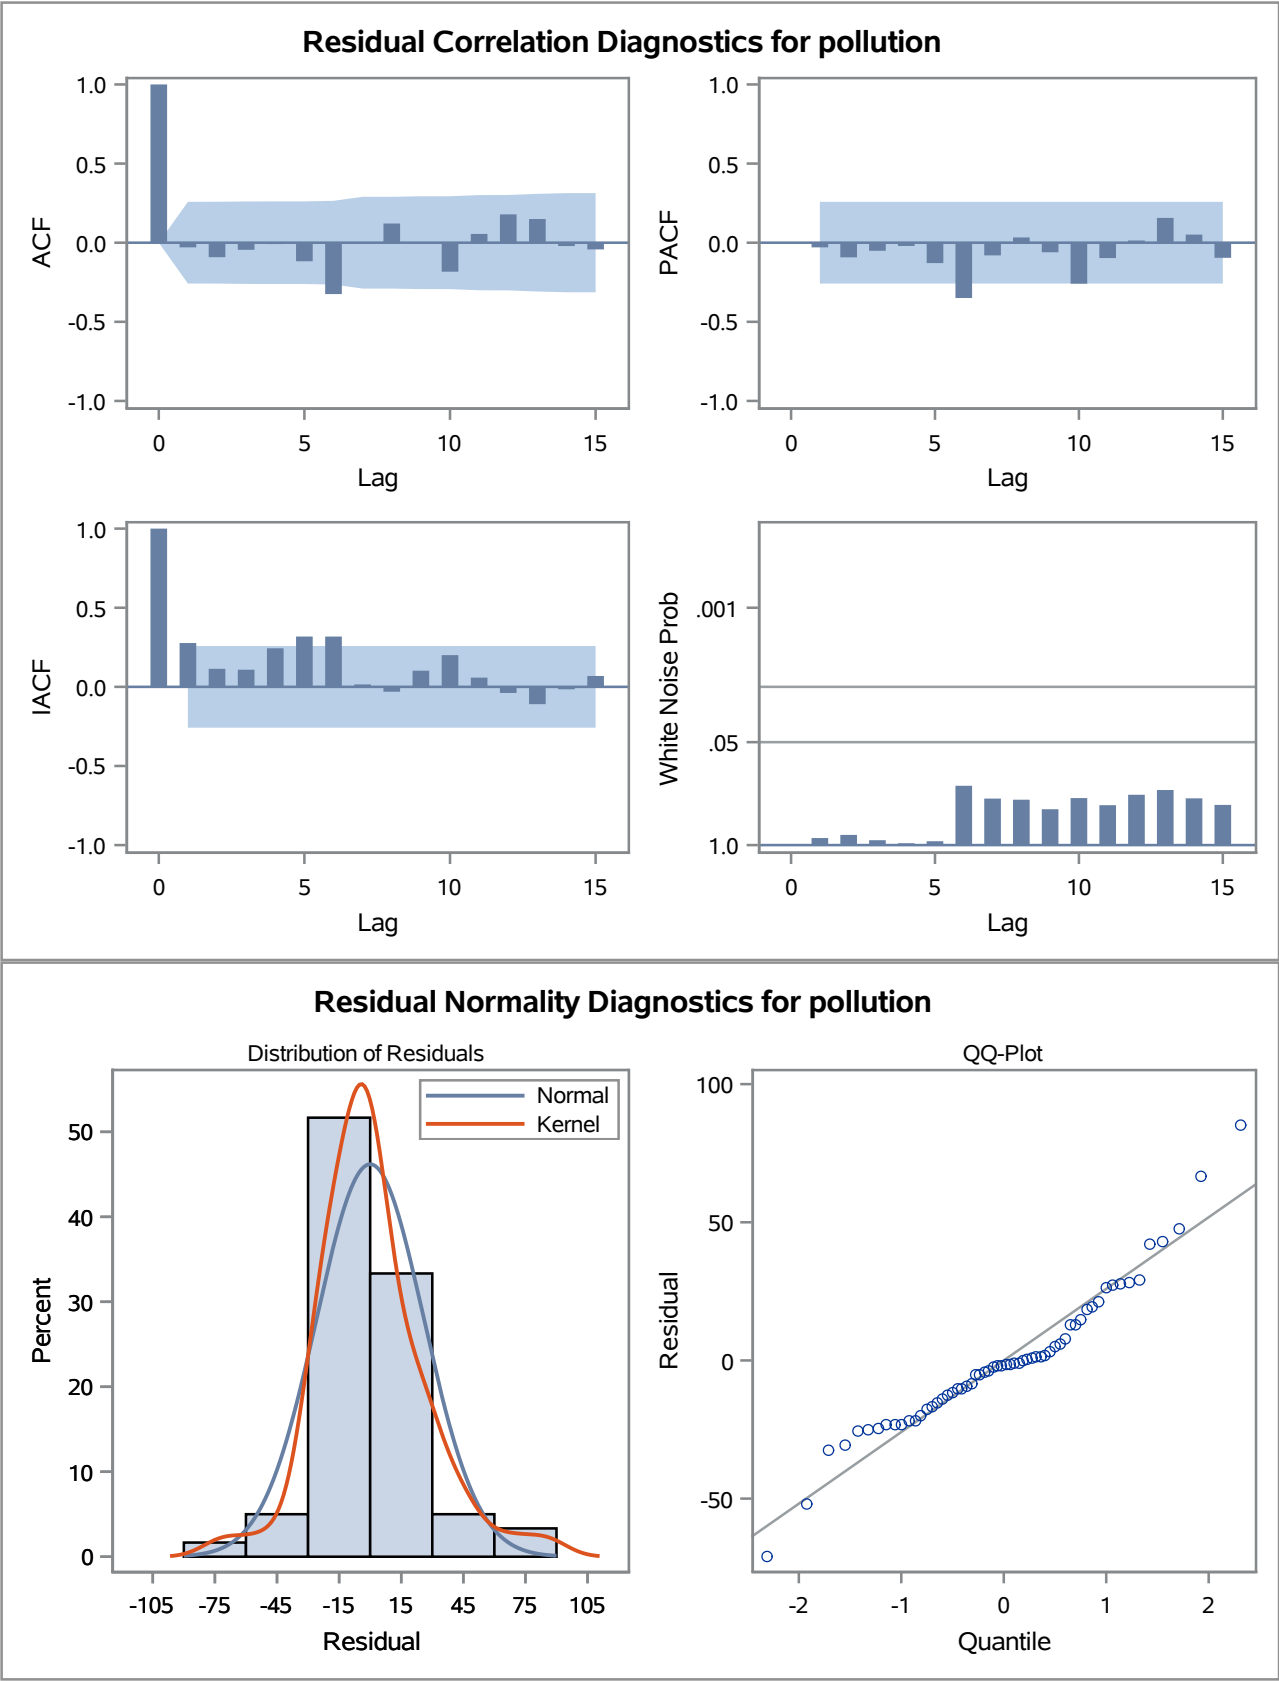 Residual Correlation Diagnostics for pollution
ACF
1.0
0.5
0.0
-0.5
-1.0
0 5 10 15
Lag
PACF
1.0
0.5
0.0
-0.5
-1.0
0 5 10 15
Lag
IACF
1.0
0.5
0.0
-0.5
-1.0
0 5 10 15
Lag
White Noise Prob
.001
.05
1.0
0 5 10 15
Lag
Residual Normality Diagnostics for pollution
Distribution of Residuals
Normal
Kernel
Percent
50
40
30
20
10
0
-105 -75 -45 -15 15 45 75 105
Residual
QQ-Plot
Residual
100
50
0
-50
-2 -1 0 1 2
Quantile